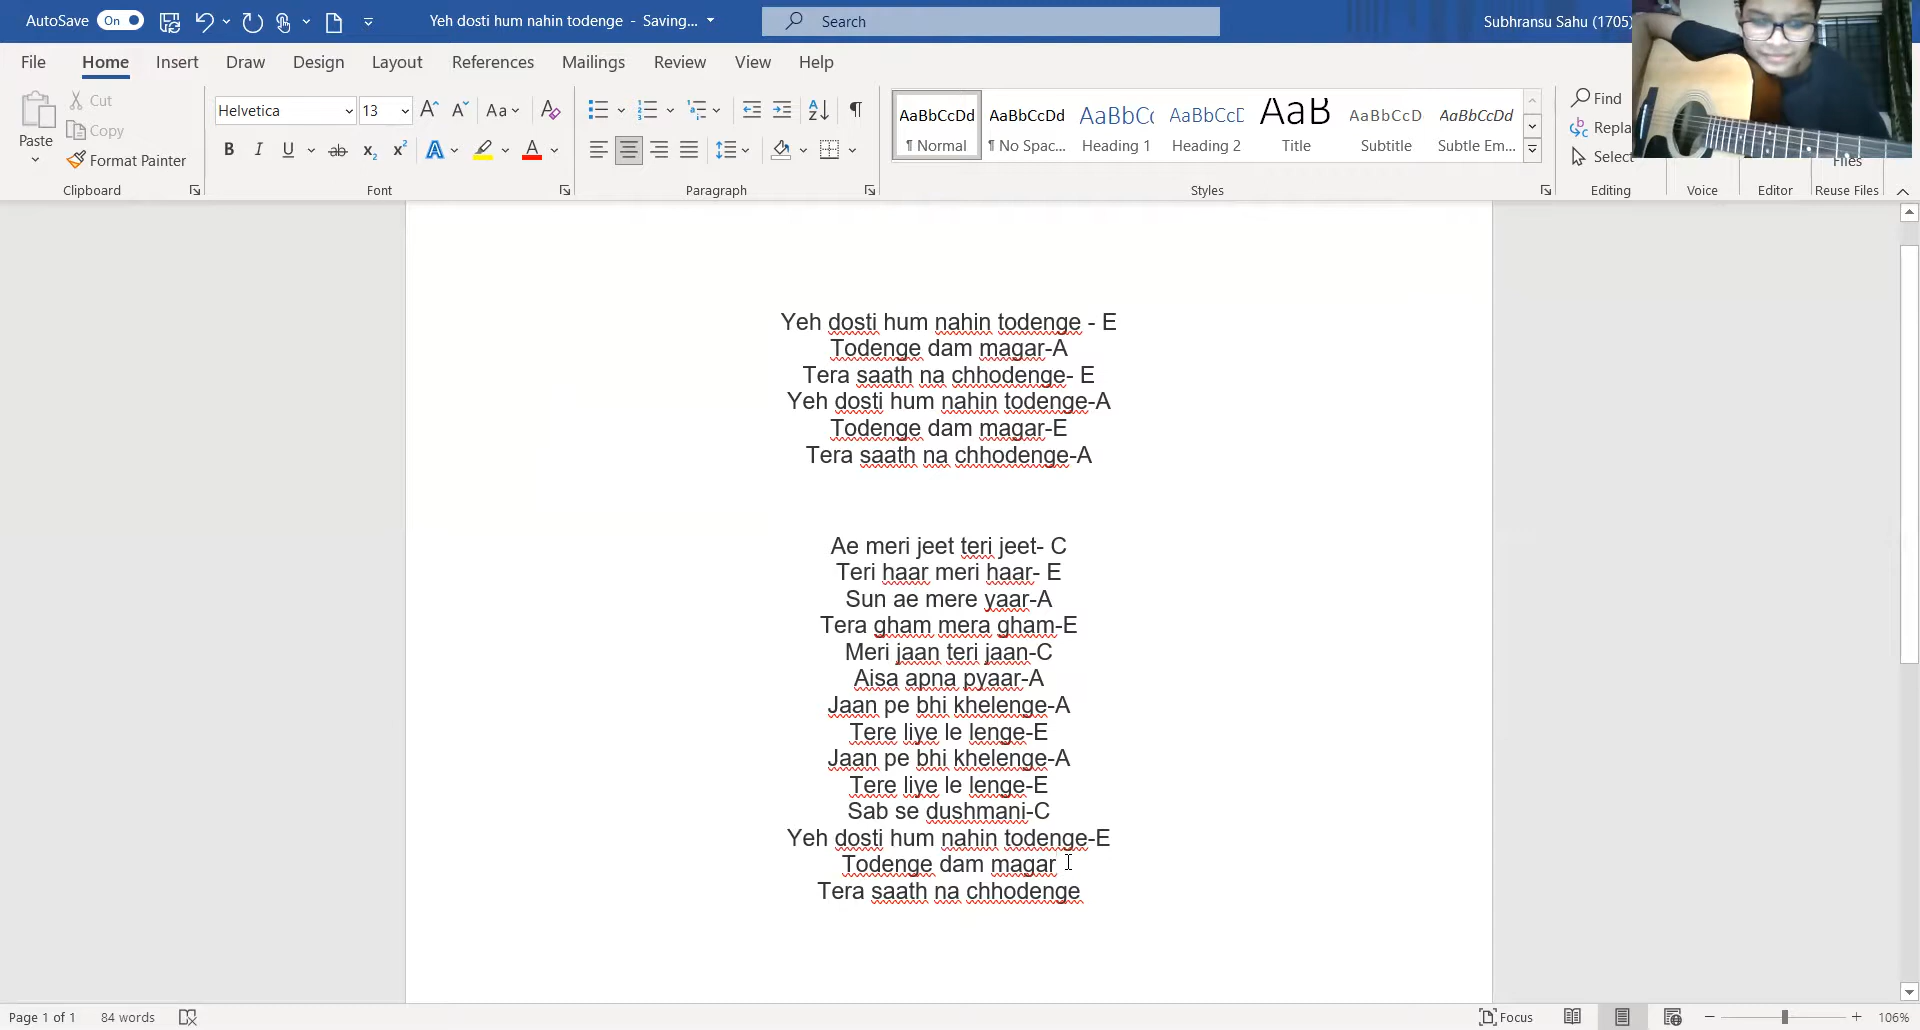 AutoSave On Yeh dosti hum nahin todenge - Saving... Search Subhransu Sahu (1705)
File Home Insert Draw Design Layout References Mailings Review View Help
Paste Cut Copy Format Painter
Clipboard
Helvetica 13 Aa
B I U ab x₂ x² A A
Font
Paragraph
AaBbCcDd AaBbCcDd AaBbCc AaBbCcD AaB AaBbCcD AaBbCcDd
¶ Normal ¶ No Spac... Heading 1 Heading 2 Title Subtitle Subtle Em...
Styles
Find
Repla
Select
Editing Voice Editor
Files
Reuse Files
Yeh dosti hum nahin todenge - E
Todenge dam magar-A
Tera saath na chhodenge- E
Yeh dosti hum nahin todenge-A
Todenge dam magar-E
Tera saath na chhodenge-A
Ae meri jeet teri jeet- C
Teri haar meri haar- E
Sun ae mere yaar-A
Tera gham mera gham-E
Meri jaan teri jaan-C
Aisa apna pyaar-A
Jaan pe bhi khelenge-A
Tere liye le lenge-E
Jaan pe bhi khelenge-A
Tere liye le lenge-E
Sab se dushmani-C
Yeh dosti hum nahin todenge-E
Todenge dam magar
Tera saath na chhodenge
Page 1 of 1 84 words Focus 106%